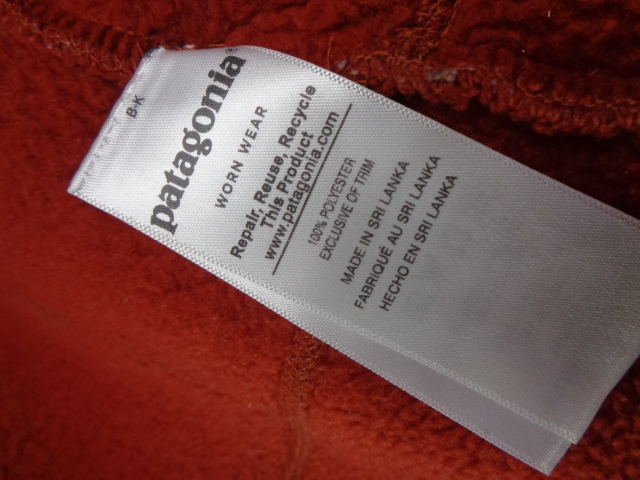 B-K
patagonia®
WORN WEAR
Repair, Reuse, Recycle
This Product
www.patagonia.com
100% POLYESTER
EXCLUSIVE OF TRIM
MADE IN SRI LANKA
FABRIQUÉ AU SRI LANKA
HECHO EN SRI LANKA